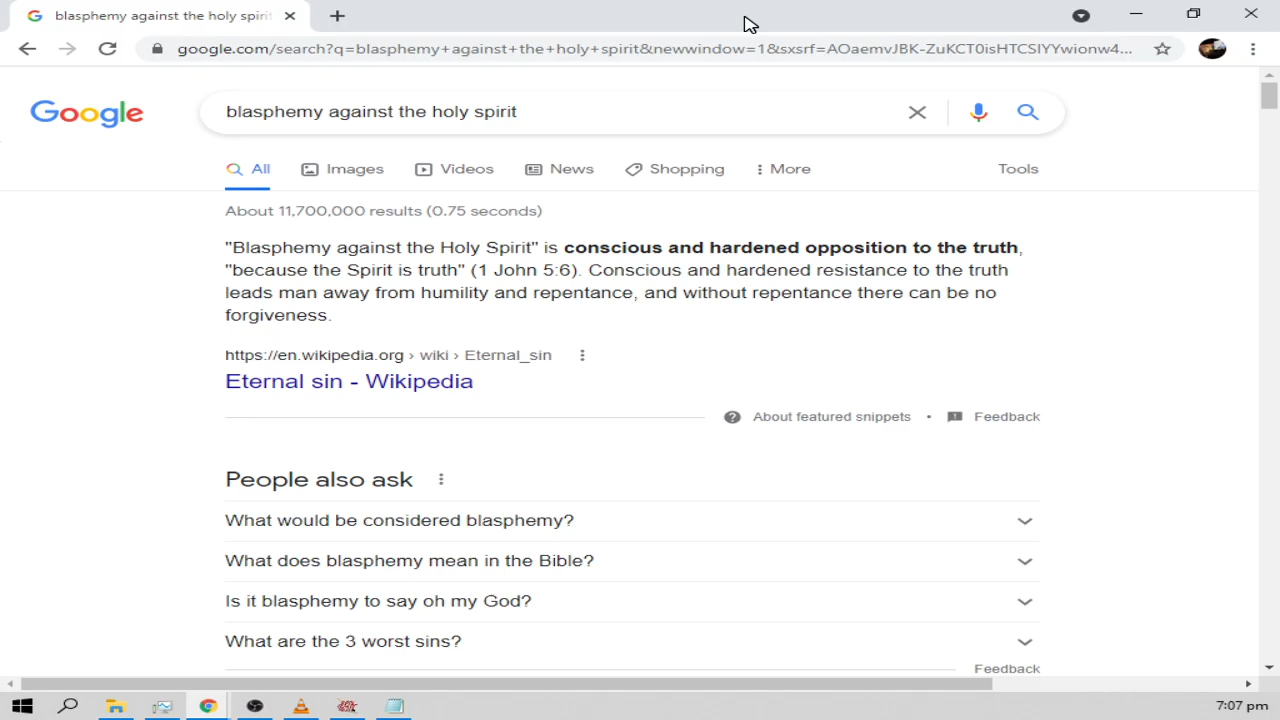 blasphemy against the holy spirit
google.com/search?q=blasphemy+against+the+holy+spirit&newwindow=1&sxsrf=AOaemvJBK-ZuKCT0isHTCSIYYwionw4...
Google
blasphemy against the holy spirit
All Images Videos News Shopping More Tools
About 11,700,000 results (0.75 seconds)
"Blasphemy against the Holy Spirit" is conscious and hardened opposition to the truth,
"because the Spirit is truth" (1 John 5:6). Conscious and hardened resistance to the truth
leads man away from humility and repentance, and without repentance there can be no
forgiveness.
https://en.wikipedia.org › wiki › Eternal_sin
Eternal sin - Wikipedia
About featured snippets • Feedback
People also ask
What would be considered blasphemy?
What does blasphemy mean in the Bible?
Is it blasphemy to say oh my God?
What are the 3 worst sins?
Feedback
7:07 pm